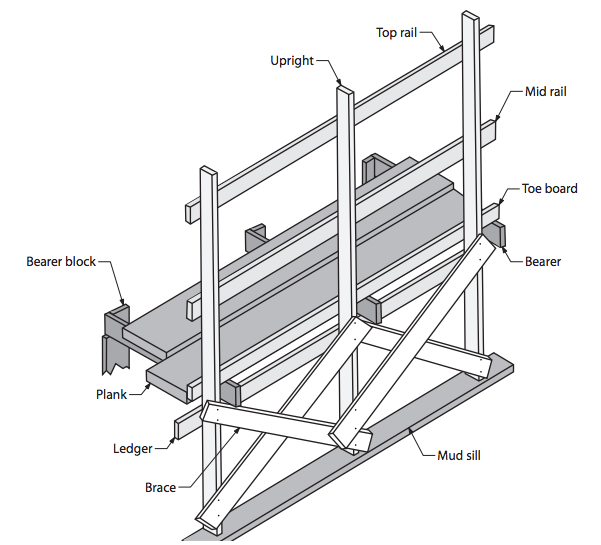 Top rail
Upright
Mid rail
Toe board
Bearer block
Bearer
Plank
Ledger
Mud sill
Brace